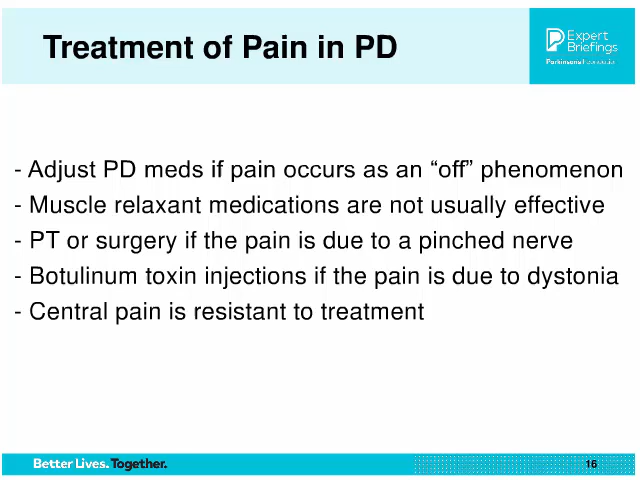 Treatment of Pain in PD
Expert
Briefings
Parkinson's Foundation
- Adjust PD meds if pain occurs as an “off” phenomenon
- Muscle relaxant medications are not usually effective
- PT or surgery if the pain is due to a pinched nerve
- Botulinum toxin injections if the pain is due to dystonia
- Central pain is resistant to treatment
Better Lives. Together.
16